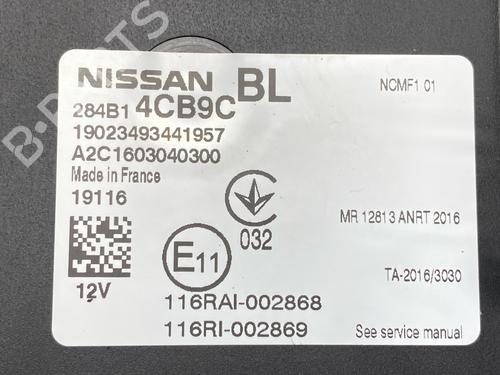 NISSAN BL
NCMF1 01
284B1 4CB9C
19023493441957
A2C1603040300
Made in France
19116
032
MR 12813 ANRT 2016
E11
TA-2016/3030
12V
116RAI-002868
116RI-002869
See service manual